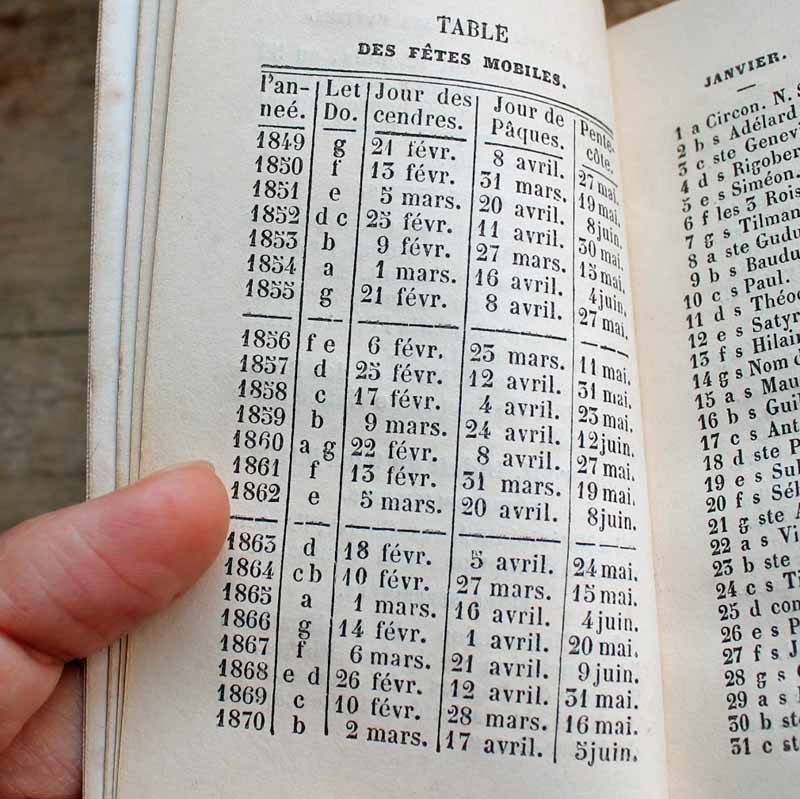 TABLE
DES FÊTES MOBILES.
l'an- Let Jour des Jour de Pente-
neé. Do. cendres. Pâques. côte.
1849 g 21 févr. 8 avril. 27 mai.
1850 f 13 févr. 31 mars. 19 mai.
1851 e 5 mars. 20 avril. 8 juin.
1852 d c 25 févr. 11 avril. 30 mai.
1853 b 9 févr. 27 mars. 15 mai.
1854 a 1 mars. 16 avril. 4 juin.
1855 g 21 févr. 8 avril. 27 mai.
1856 f e 6 févr. 23 mars. 11 mai.
1857 d 25 févr. 12 avril. 31 mai.
1858 c 17 févr. 4 avril. 23 mai.
1859 b 9 mars. 24 avril. 12 juin.
1860 a g 22 févr. 8 avril. 27 mai.
1861 f 13 févr. 31 mars. 19 mai.
1862 e 5 mars. 20 avril. 8 juin.
1863 d 18 févr. 5 avril. 24 mai.
1864 c b 10 févr. 27 mars. 15 mai.
1865 a 1 mars. 16 avril. 4 juin.
1866 g 14 févr. 1 avril. 20 mai.
1867 f 6 mars. 21 avril. 9 juin.
1868 e d 26 févr. 12 avril. 31 mai.
1869 c 10 févr. 28 mars. 16 mai.
1870 b 2 mars. 17 avril. 5 juin.
JANVIER.
1 a Circon. N. S
2 b s Adélard,
3 c ste Genev
4 d s Rigober
5 e s Siméon.
6 f les 3 Rois
7 g s Tilman
8 a ste Gudu
9 b s Baudu
10 c s Paul.
11 d s Théo
12 e s Satyr
13 f s Hilair
14 g s Nom d
15 a s Mau
16 b s Guil
17 c s Ant
18 d ste P
19 e s Sul
20 f s Sél
21 g ste A
22 a s Vi
23 b ste
24 c s Ti
25 d con
26 e s P
27 f s J
28 g s
29 a s
30 b ste
31 c st